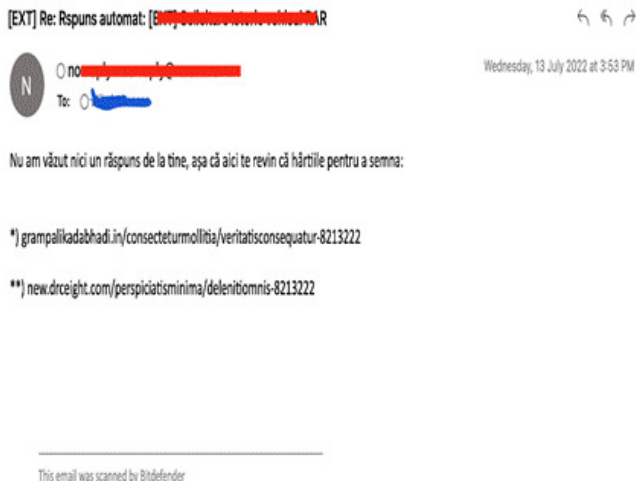 [EXT] Re: Rspuns automat: [E
Wednesday, 13 July 2022 at 3:53 PM
N
no
To:
Nu am văzut nici un răspuns de la tine, așa că aici te revin că hârtiile pentru a semna:
*) grampalikadabhadi.in/consecteturmollitia/veritatisconsequatur-8213222
**) new.drceight.com/perspiciatisminima/delenitiomnis-8213222
This email was scanned by Bitdefender